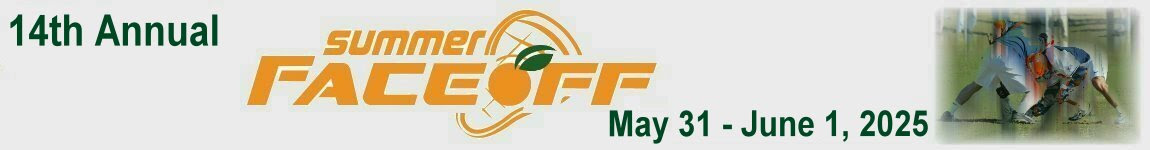 14th Annual
summer
FACEOFF
May 31 - June 1, 2025